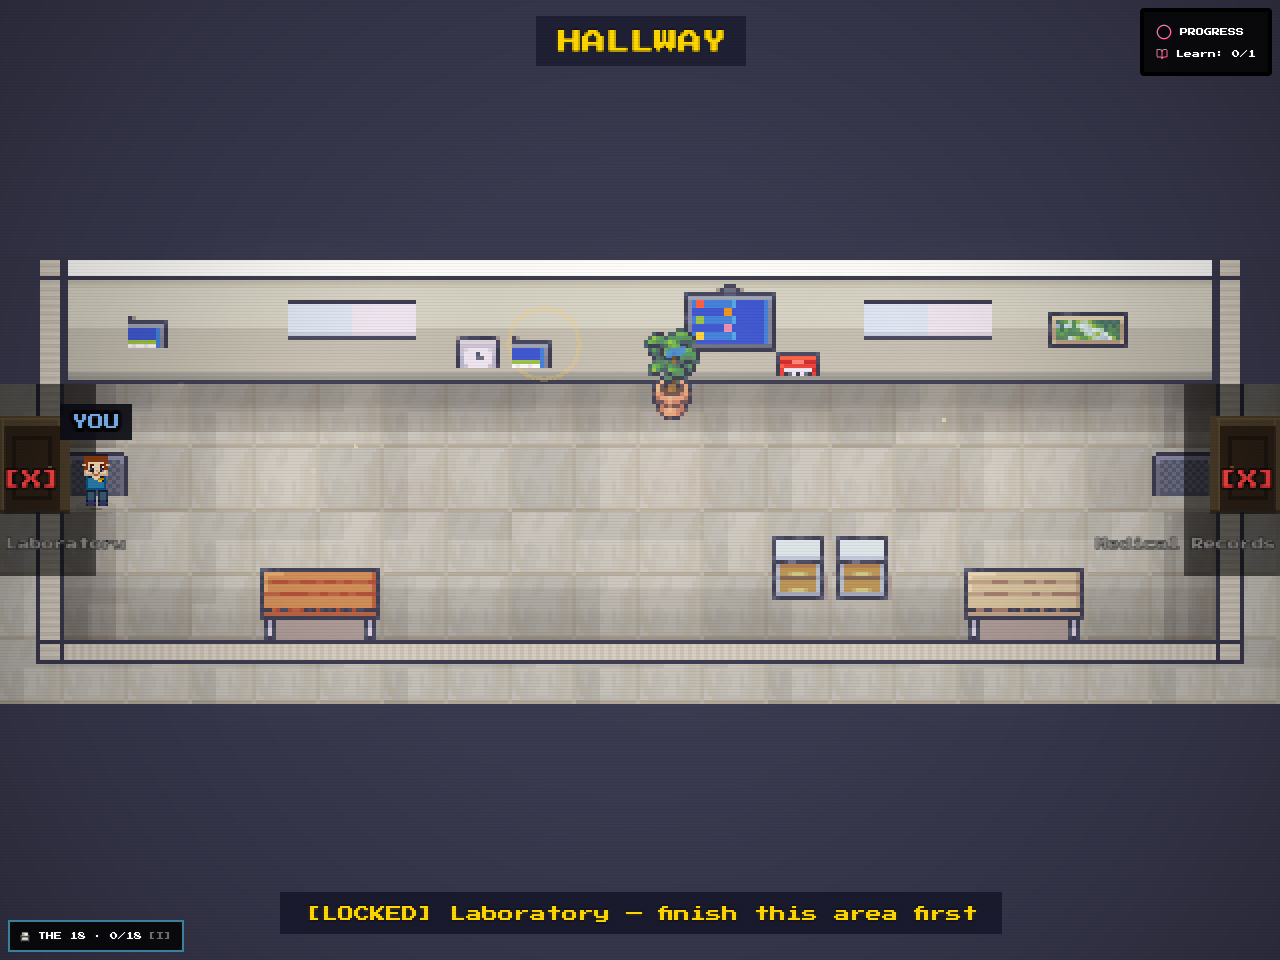 HALLWAY
PROGRESS
Learn: 0/1
YOU
[X]
[X]
Laboratory
Medical Records
[LOCKED] Laboratory — finish this area first
THE 18 · 0/18 [I]